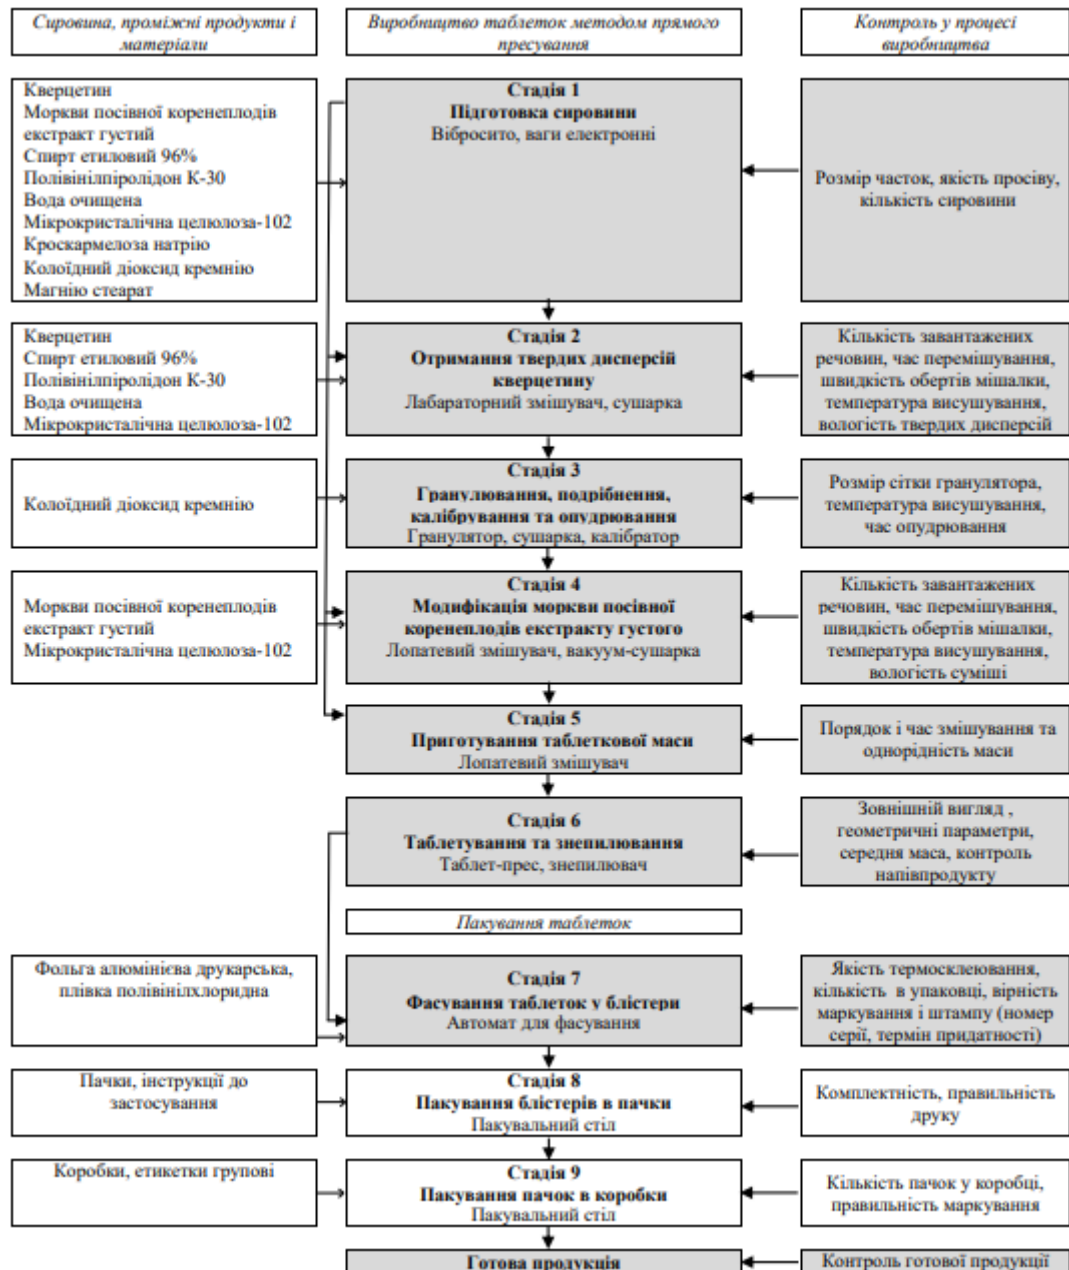 Сировина, проміжні продукти і
матеріали
Виробництво таблеток методом прямого
пресування
Контроль у процесі
виробництва
Кверцетин
Моркви посівної коренеплодів
екстракт густий
Спирт етиловий 96%
Полівінілпіролідон К-30
Вода очищена
Мікрокристалічна целюлоза-102
Кроскармелоза натрію
Колоїдний діоксид кремнію
Магнію стеарат
Стадія 1
Підготовка сировини
Вібросито, ваги електронні
Розмір часток, якість просіву,
кількість сировини
Кверцетин
Спирт етиловий 96%
Полівінілпіролідон К-30
Вода очищена
Мікрокристалічна целюлоза-102
Стадія 2
Отримання твердих дисперсій
кверцетину
Лабараторний змішувач, сушарка
Кількість завантажених
речовин, час перемішування,
швидкість обертів мішалки,
температура висушування,
вологість твердих дисперсій
Колоїдний діоксид кремнію
Стадія 3
Гранулювання, подрібнення,
калібрування та опудрювання
Гранулятор, сушарка, калібратор
Розмір сітки гранулятора,
температура висушування,
час опудрювання
Моркви посівної коренеплодів
екстракт густий
Мікрокристалічна целюлоза-102
Стадія 4
Модифікація моркви посівної
коренеплодів екстракту густого
Лопатевий змішувач, вакуум-сушарка
Кількість завантажених
речовин, час перемішування,
швидкість обертів мішалки,
температура висушування,
вологість суміші
Стадія 5
Приготування таблеткової маси
Лопатевий змішувач
Порядок і час змішування та
однорідність маси
Стадія 6
Таблетування та знепилювання
Таблет-прес, знепилювач
Зовнішній вигляд ,
геометричні параметри,
середня маса, контроль
напівпродукту
Пакування таблеток
Фольга алюмінієва друкарська,
плівка полівінілхлоридна
Стадія 7
Фасування таблеток у блістери
Автомат для фасування
Якість термосклеювання,
кількість в упаковці, вірність
маркування і штампу (номер
серії, термін придатності)
Пачки, інструкції до
застосування
Стадія 8
Пакування блістерів в пачки
Пакувальний стіл
Комплектність, правильність
друку
Коробки, етикетки групові
Стадія 9
Пакування пачок в коробки
Пакувальний стіл
Кількість пачок у коробці,
правильність маркування
Готова продукція
Контроль готової продукції